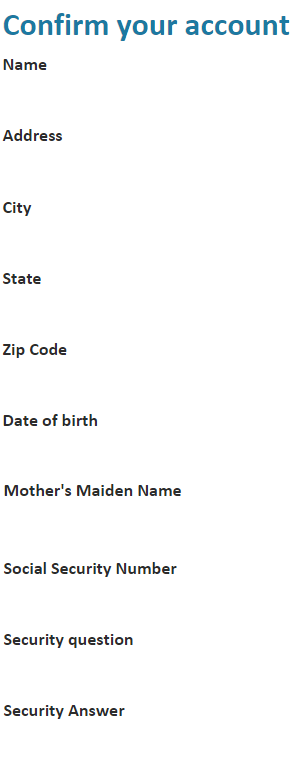 Confirm your account
Name
Address
City
State
Zip Code
Date of birth
Mother's Maiden Name
Social Security Number
Security question
Security Answer